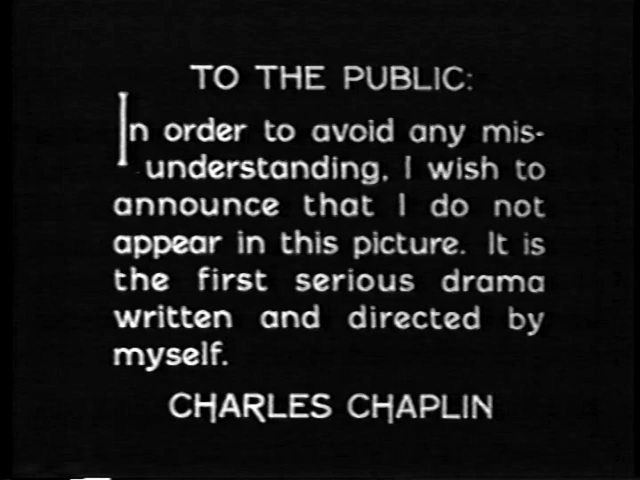 TO THE PUBLIC:
In order to avoid any mis-
understanding, I wish to
announce that I do not
appear in this picture. It is
the first serious drama
written and directed by
myself.
CHARLES CHAPLIN